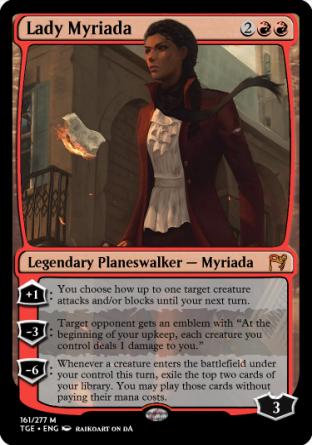 Lady Myriada 2
Legendary Planeswalker — Myriada
+1 : You choose how up to one target creature
attacks and/or blocks until your next turn.
-3 : Target opponent gets an emblem with “At the
beginning of your upkeep, each creature you
control deals 1 damage to you.”
-6 : Whenever a creature enters the battlefield under
your control this turn, exile the top two cards of
your library. You may play those cards without
paying their mana costs.
3
161/277 M
TGE • ENG RAIKOART ON DA